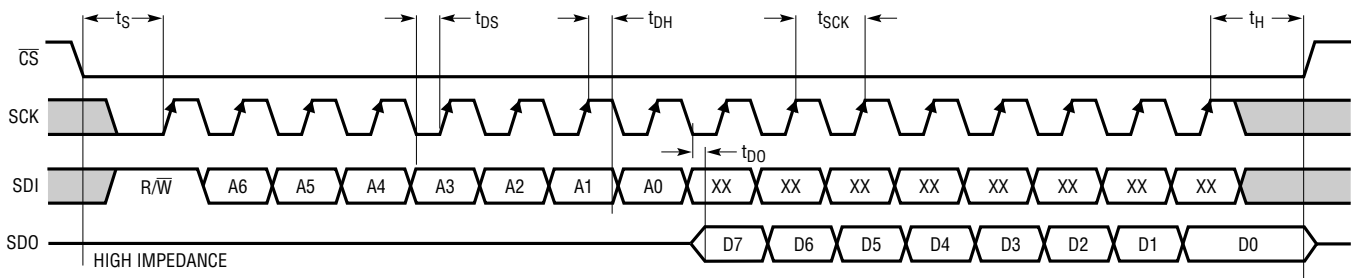 tS tDS tDH tSCK tH
CS
SCK
tDO
SDI R/W A6 A5 A4 A3 A2 A1 A0 XX XX XX XX XX XX XX XX
SDO D7 D6 D5 D4 D3 D2 D1 D0
HIGH IMPEDANCE